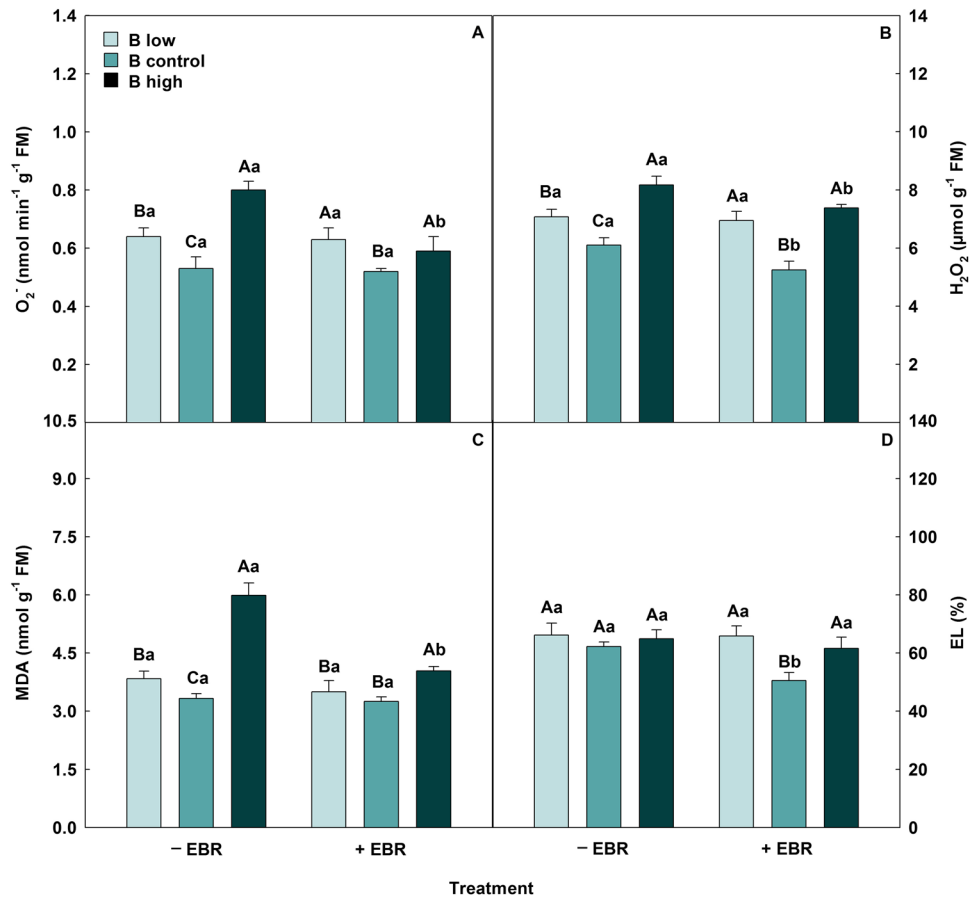 A
B low
B control
B high
O₂⁻ (nmol min⁻¹ g⁻¹ FM)
1.4
1.2
1.0
0.8
0.6
0.4
0.2
Ba
Ca
Aa
Aa
Ba
Ab
B
H₂O₂ (µmol g⁻¹ FM)
14
12
10
8
6
4
2
Ba
Ca
Aa
Aa
Bb
Ab
C
MDA (nmol g⁻¹ FM)
10.5
9.0
7.5
6.0
4.5
3.0
1.5
0.0
Ba
Ca
Aa
Ba
Ba
Ab
D
EL (%)
140
120
100
80
60
40
20
0
Aa
Aa
Aa
Aa
Bb
Aa
– EBR
+ EBR
– EBR
+ EBR
Treatment